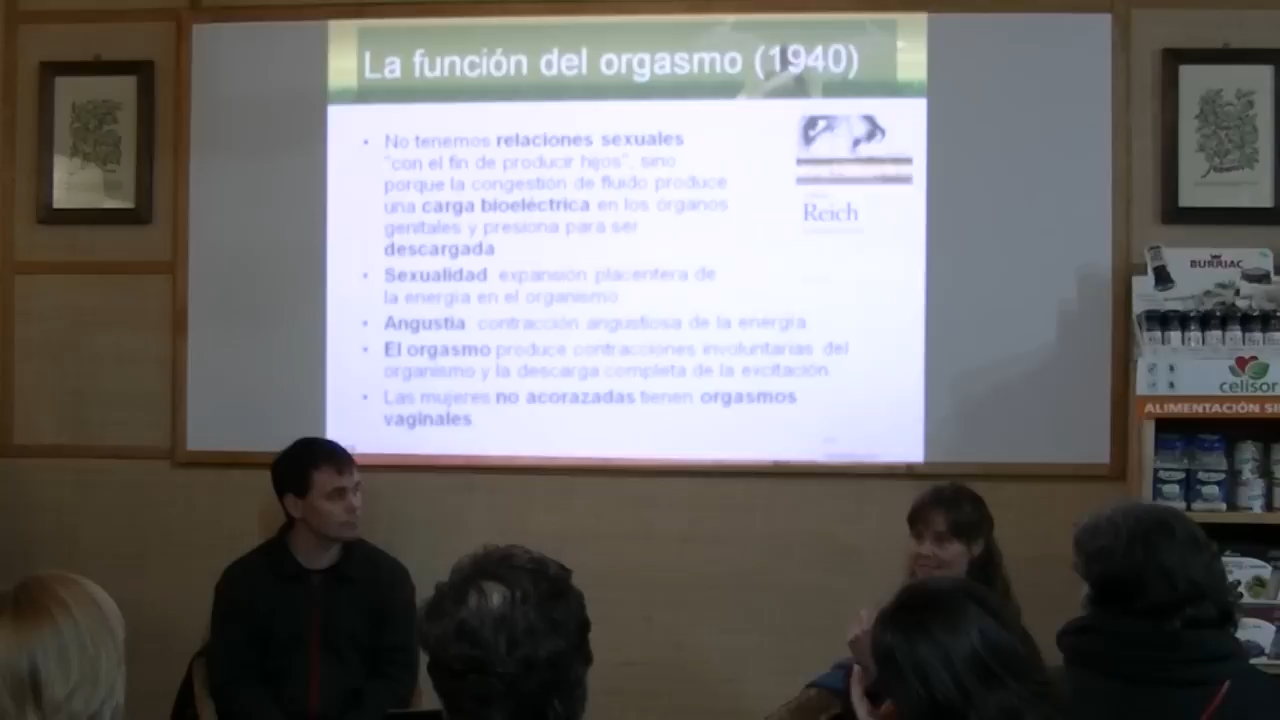 La función del orgasmo (1940)
• No tenemos relaciones sexuales
"con el fin de producir hijos", sino
porque la congestión de fluido produce
una carga bioeléctrica en los órganos
genitales y presiona para ser
descargada
• Sexualidad expansión placentera de
la energía en el organismo
• Angustia contracción angustiosa de la energía
• El orgasmo produce contracciones involuntarias del
organismo y la descarga completa de la excitación
• Las mujeres no acorazadas tienen orgasmos
vaginales
Reich
BURRIAC
celisor
ALIMENTACIÓN